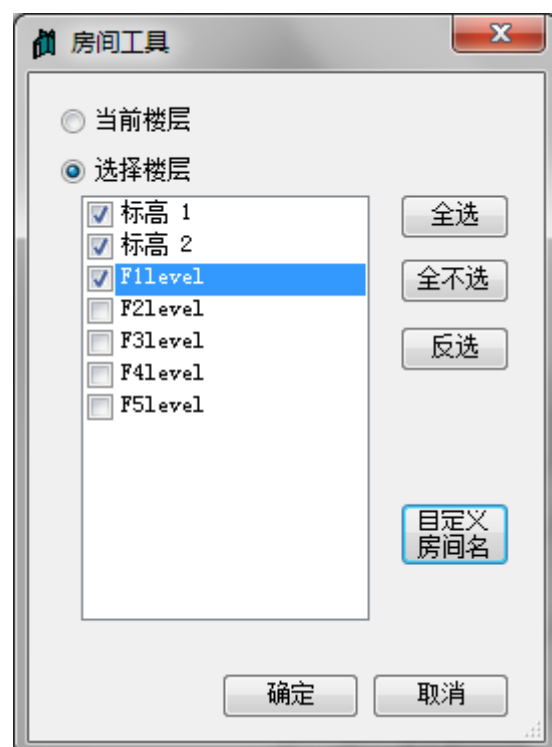 房间工具
当前楼层
选择楼层
标高 1
标高 2
F1level
F2level
F3level
F4level
F5level
全选
全不选
反选
自定义
房间名
确定
取消